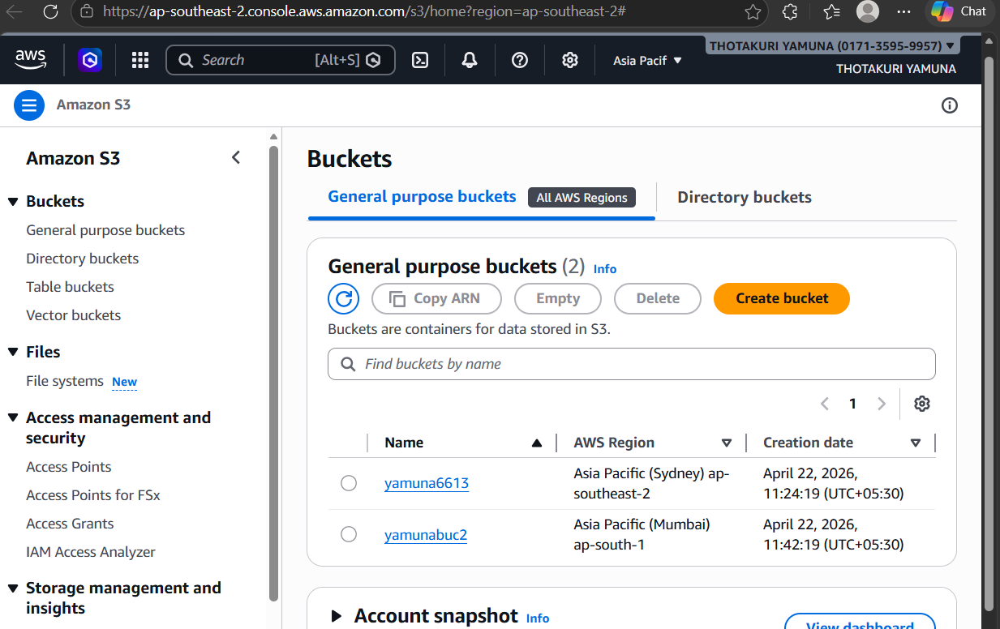 https://ap-southeast-2.console.aws.amazon.com/s3/home?region=ap-southeast-2#
Chat
aws
Search [Alt+S]
Asia Pacif ▼
THOTAKURI YAMUNA (0171-3595-9957) ▼
THOTAKURI YAMUNA
Amazon S3
Amazon S3
Buckets
General purpose buckets
Directory buckets
Table buckets
Vector buckets
Files
File systems New
Access management and
security
Access Points
Access Points for FSx
Access Grants
IAM Access Analyzer
Storage management and
insights
Buckets
General purpose buckets All AWS Regions Directory buckets
General purpose buckets (2) Info
Copy ARN Empty Delete Create bucket
Buckets are containers for data stored in S3.
Find buckets by name
1
Name AWS Region Creation date
yamuna6613 Asia Pacific (Sydney) ap- April 22, 2026,
southeast-2 11:24:19 (UTC+05:30)
yamunabuc2 Asia Pacific (Mumbai) April 22, 2026,
ap-south-1 11:42:19 (UTC+05:30)
Account snapshot Info
View dashboard